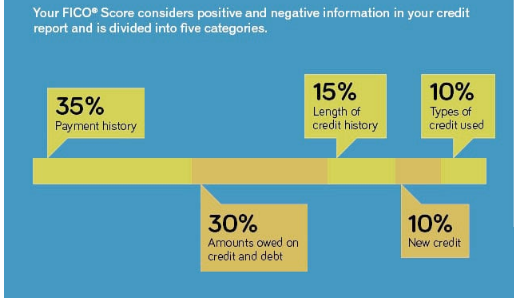 Your FICO® Score considers positive and negative information in your credit
report and is divided into five categories.
35%
Payment history
15%
Length of
credit history
10%
Types of
credit used
30%
Amounts owed on
credit and debt
10%
New credit